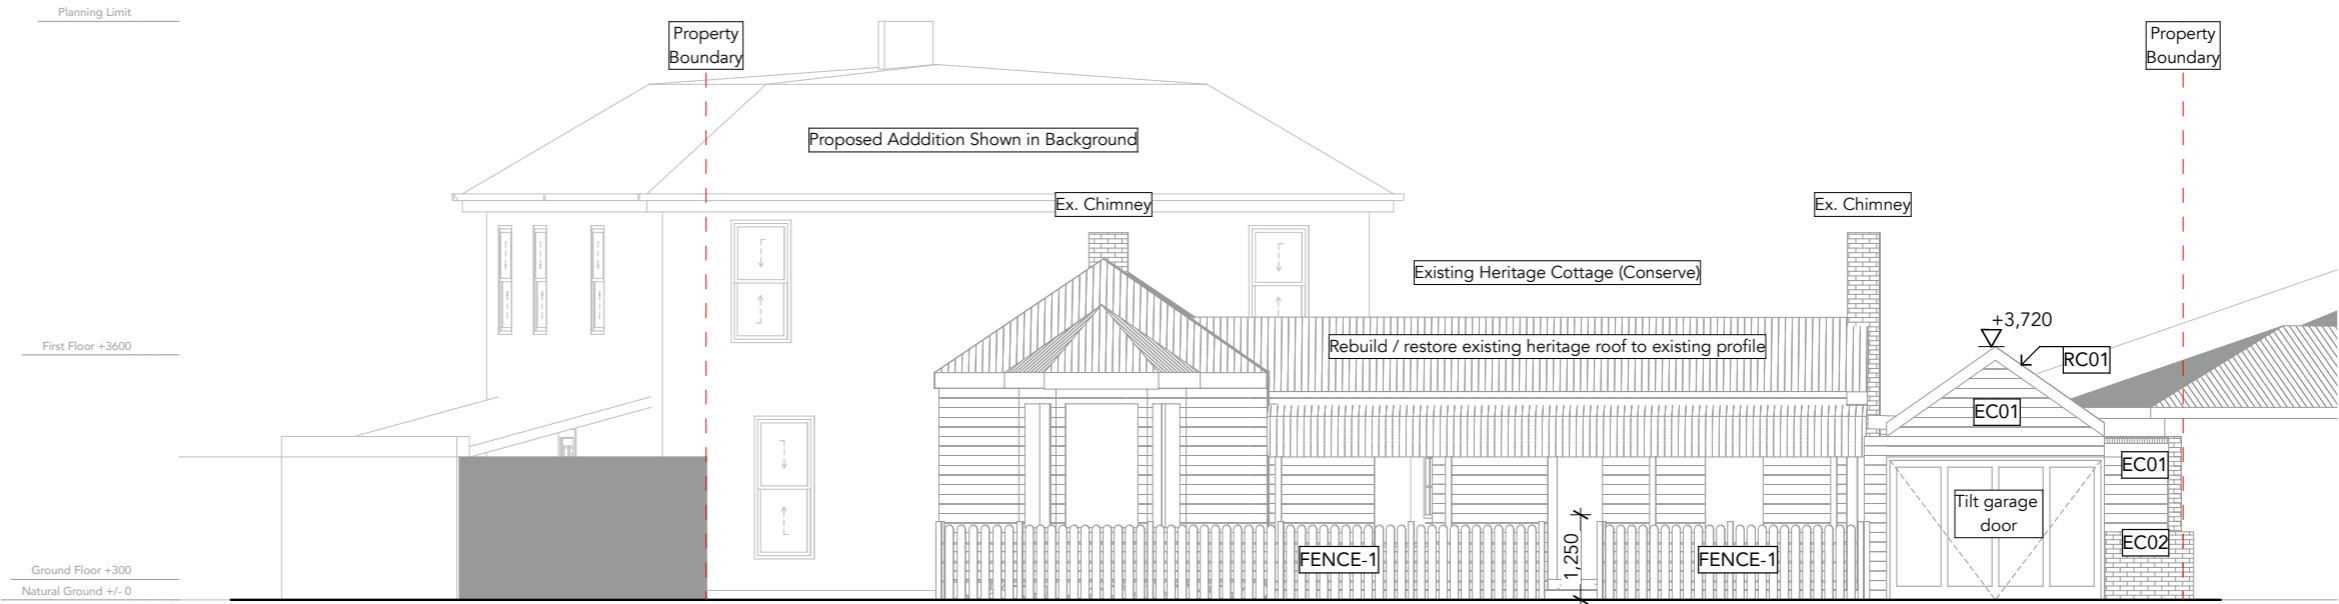 Planning Limit
Property
Boundary
Property
Boundary
Proposed Adddition Shown in Background
Ex. Chimney
Ex. Chimney
Existing Heritage Cottage (Conserve)
+3,720
First Floor +3600
Rebuild / restore existing heritage roof to existing profile
RC01
EC01
EC01
Tilt garage
door
EC02
1,250
FENCE-1
FENCE-1
Ground Floor +300
Natural Ground +/- 0